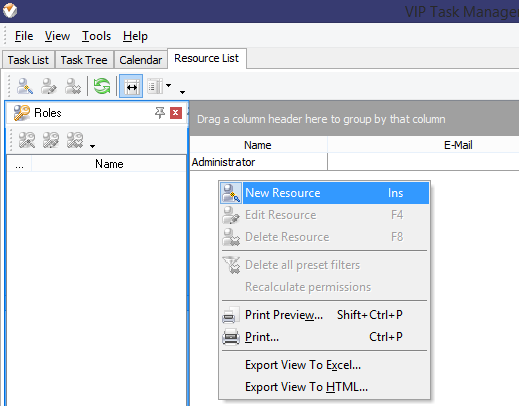 VIP Task Manager
File View Tools Help
Task List Task Tree Calendar Resource List
Roles
Drag a column header here to group by that column
... Name
Name E-Mail
Administrator
New Resource Ins
Edit Resource F4
Delete Resource F8
Delete all preset filters
Recalculate permissions
Print Preview... Shift+Ctrl+P
Print... Ctrl+P
Export View To Excel...
Export View To HTML...